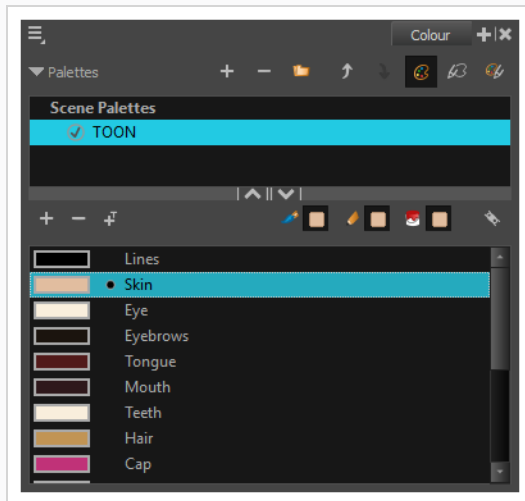 Colour
Palettes
Scene Palettes
TOON
Lines
Skin
Eye
Eyebrows
Tongue
Mouth
Teeth
Hair
Cap